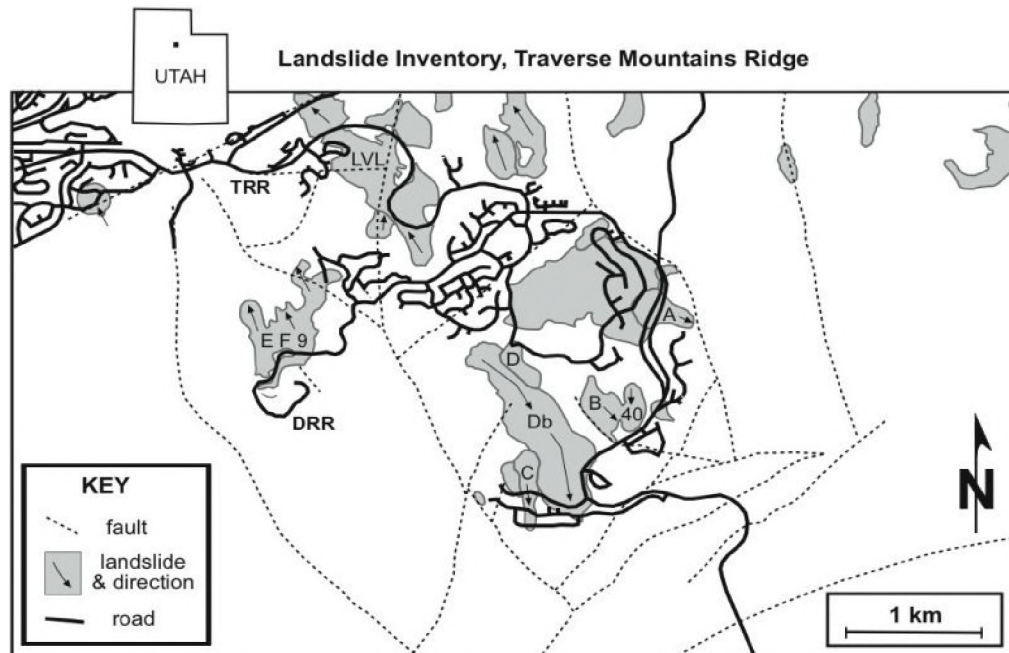 UTAH
Landslide Inventory, Traverse Mountains Ridge
LVL
TRR
A
E F 9
D
B
40
DRR
Db
C
KEY
fault
landslide
& direction
road
N
1 km